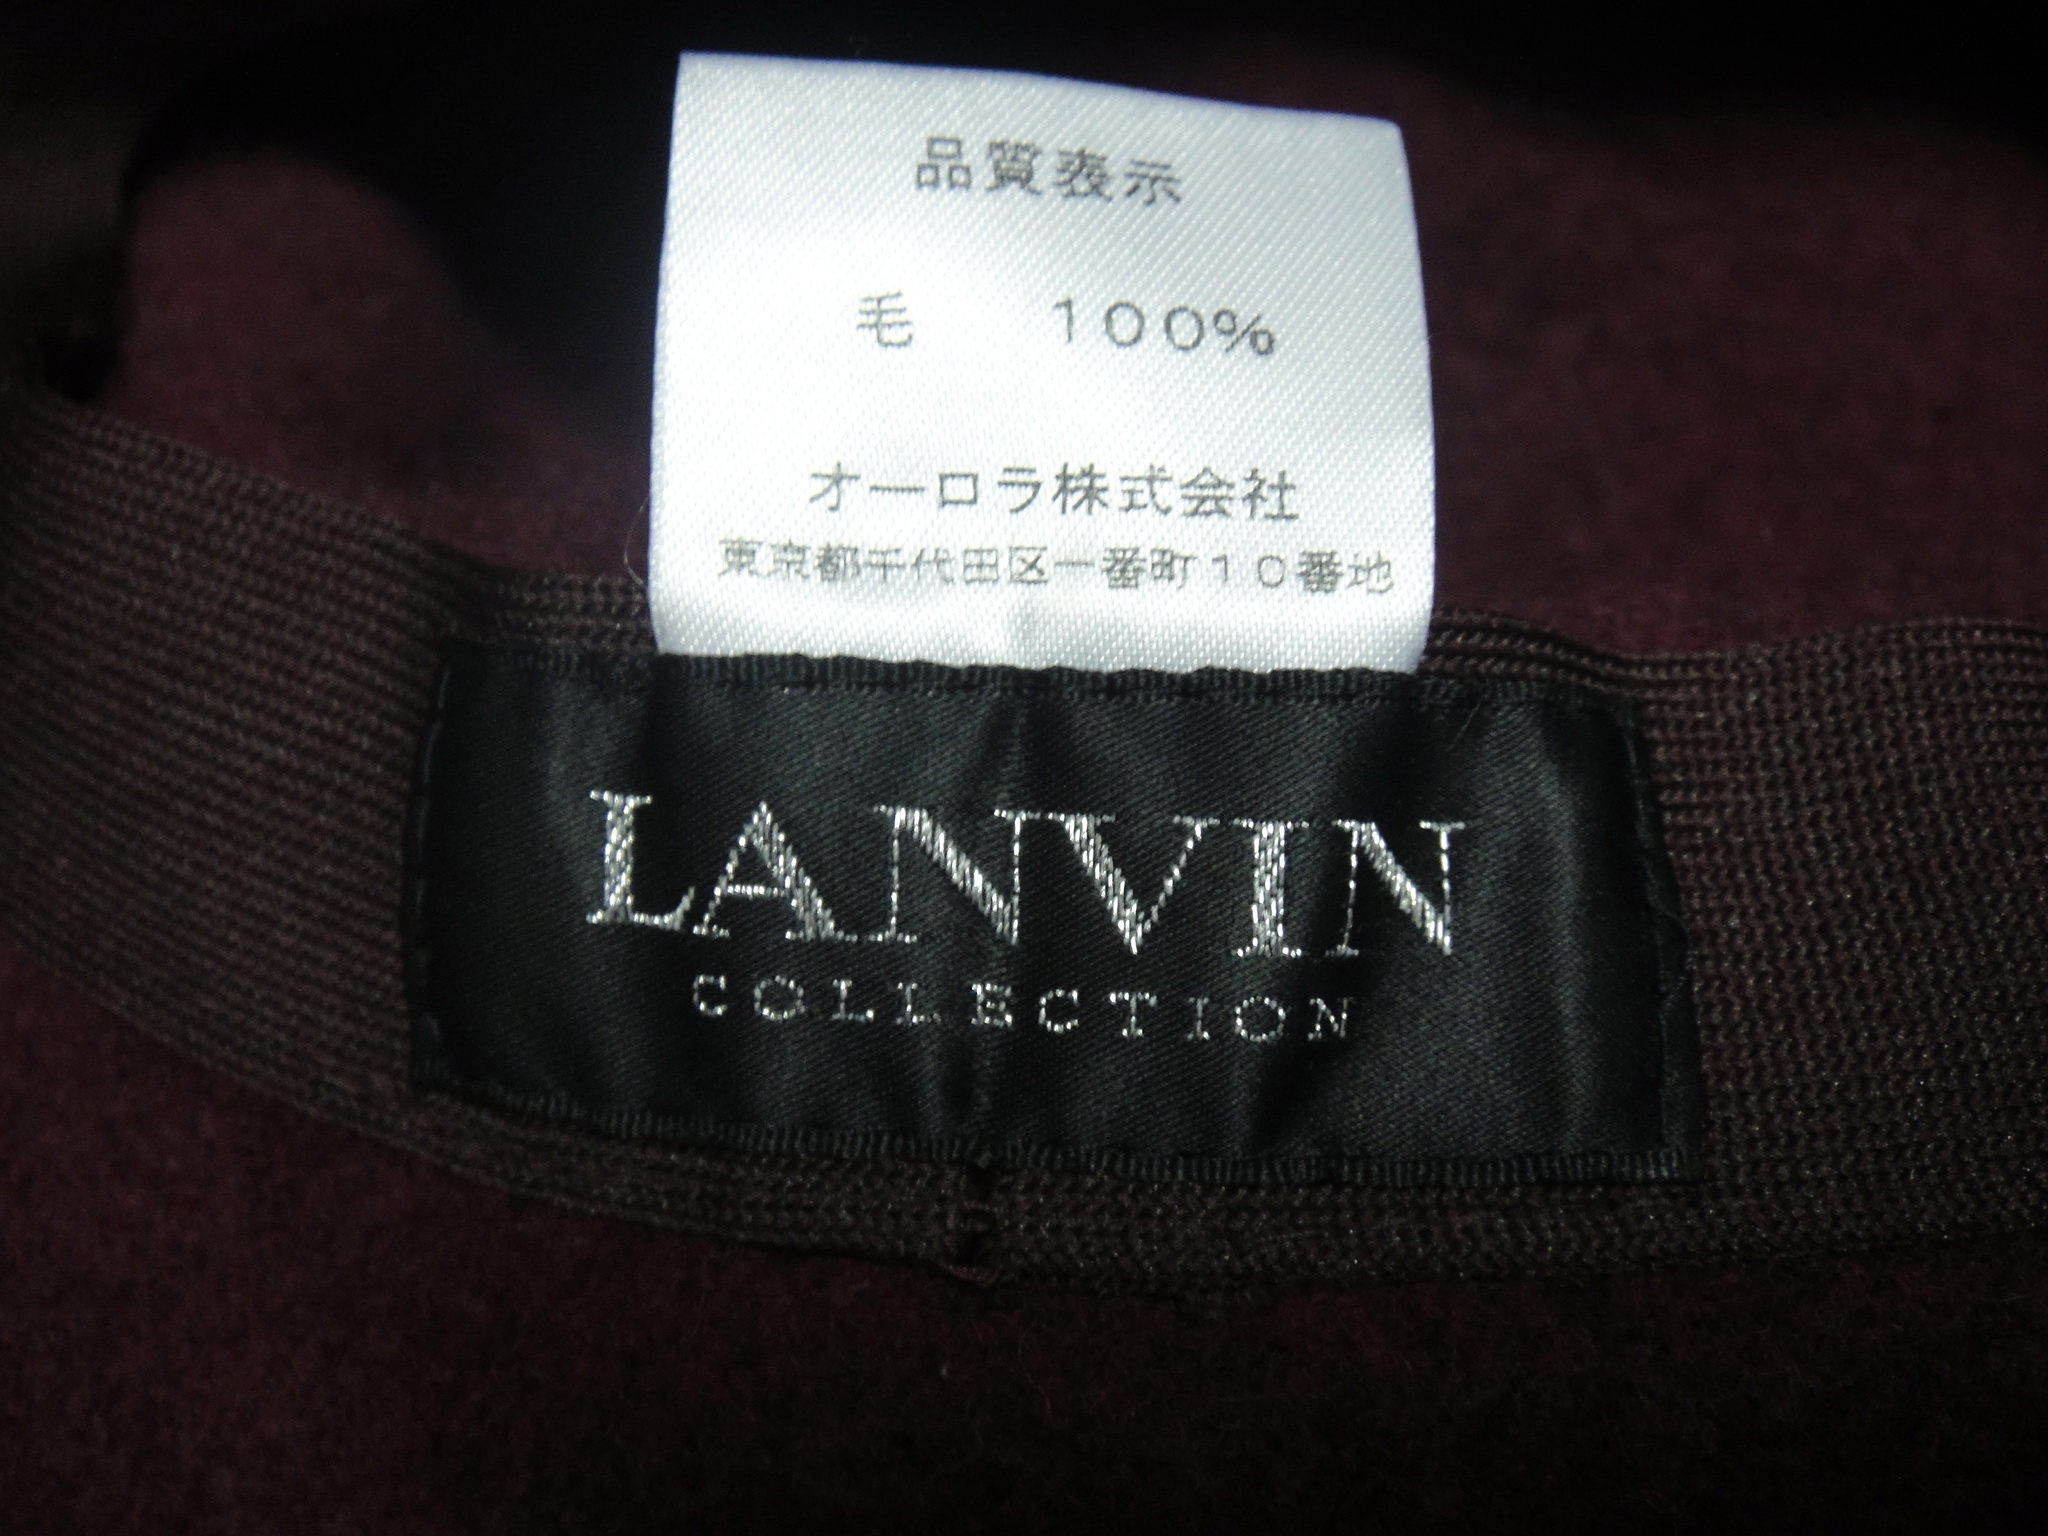 品質表示
毛 100%
オーロラ株式会社
東京都千代田区一番町10番地
LANVIN
COLLECTION